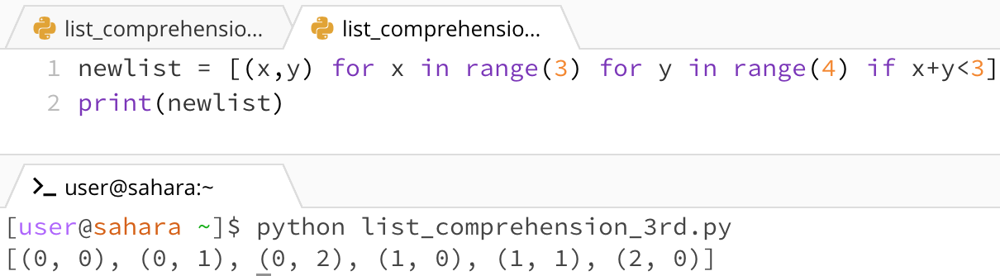 list_comprehensio... list_comprehensio...
1 newlist = [(x,y) for x in range(3) for y in range(4) if x+y<3]
2 print(newlist)
>_ user@sahara:~
[user@sahara ~]$ python list_comprehension_3rd.py
[(0, 0), (0, 1), (0, 2), (1, 0), (1, 1), (2, 0)]